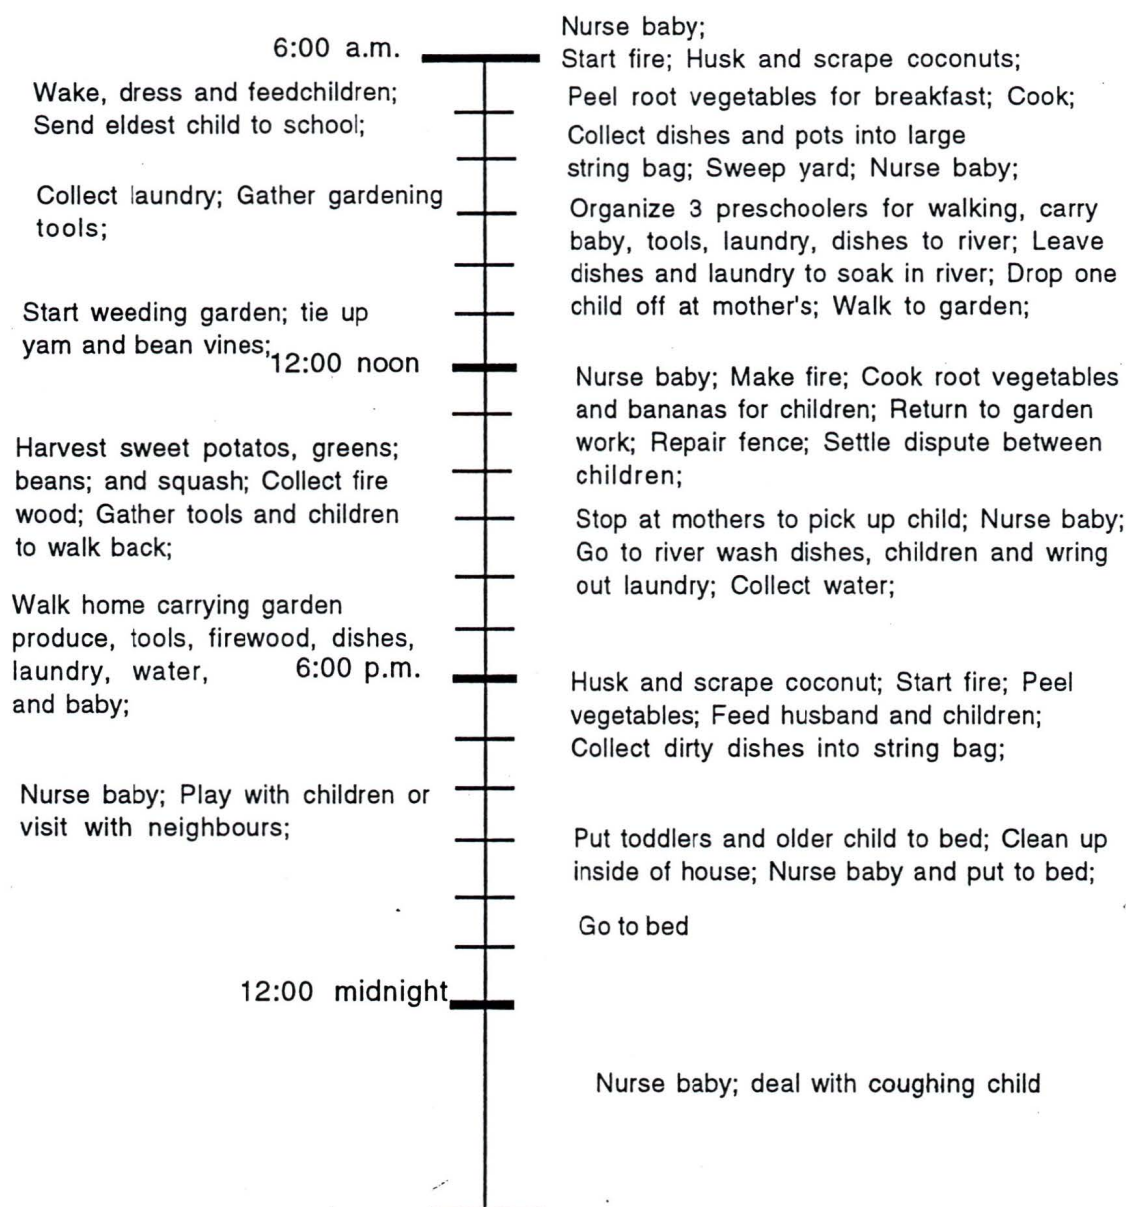 Nurse baby;
6:00 a.m.
Start fire; Husk and scrape coconuts;
Wake, dress and feedchildren;
Send eldest child to school;
Peel root vegetables for breakfast; Cook;
Collect dishes and pots into large
string bag; Sweep yard; Nurse baby;
Collect laundry; Gather gardening
tools;
Organize 3 preschoolers for walking, carry
baby, tools, laundry, dishes to river; Leave
dishes and laundry to soak in river; Drop one
child off at mother's; Walk to garden;
Start weeding garden; tie up
yam and bean vines;
12:00 noon
Nurse baby; Make fire; Cook root vegetables
and bananas for children; Return to garden
work; Repair fence; Settle dispute between
children;
Harvest sweet potatos, greens;
beans; and squash; Collect fire
wood; Gather tools and children
to walk back;
Stop at mothers to pick up child; Nurse baby;
Go to river wash dishes, children and wring
out laundry; Collect water;
Walk home carrying garden
produce, tools, firewood, dishes,
laundry, water,
and baby;
6:00 p.m.
Husk and scrape coconut; Start fire; Peel
vegetables; Feed husband and children;
Collect dirty dishes into string bag;
Nurse baby; Play with children or
visit with neighbours;
Put toddlers and older child to bed; Clean up
inside of house; Nurse baby and put to bed;
Go to bed
12:00 midnight
Nurse baby; deal with coughing child